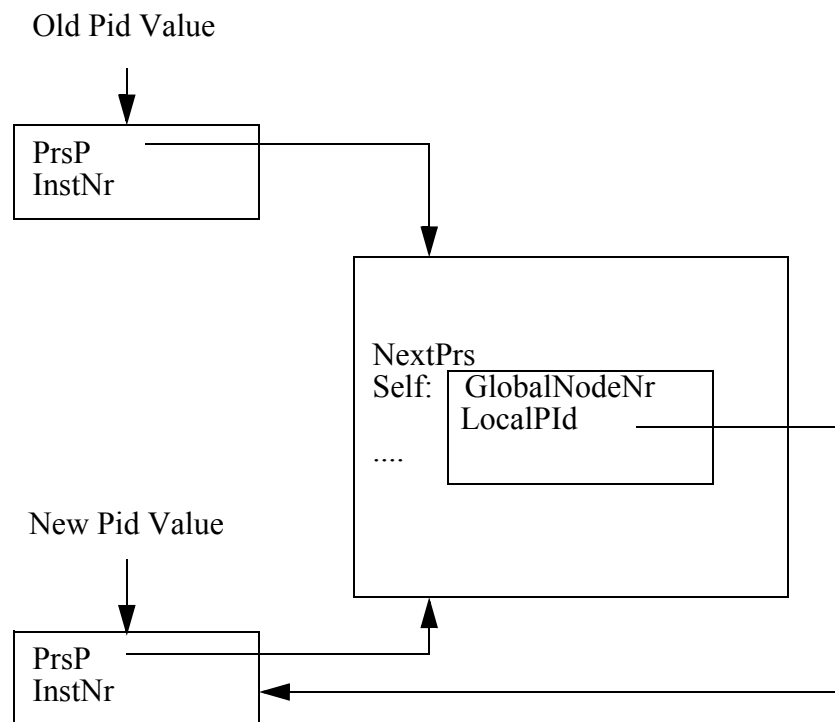 Old Pid Value
PrsP
InstNr
NextPrs
Self: GlobalNodeNr
LocalPId
....
New Pid Value
PrsP
InstNr